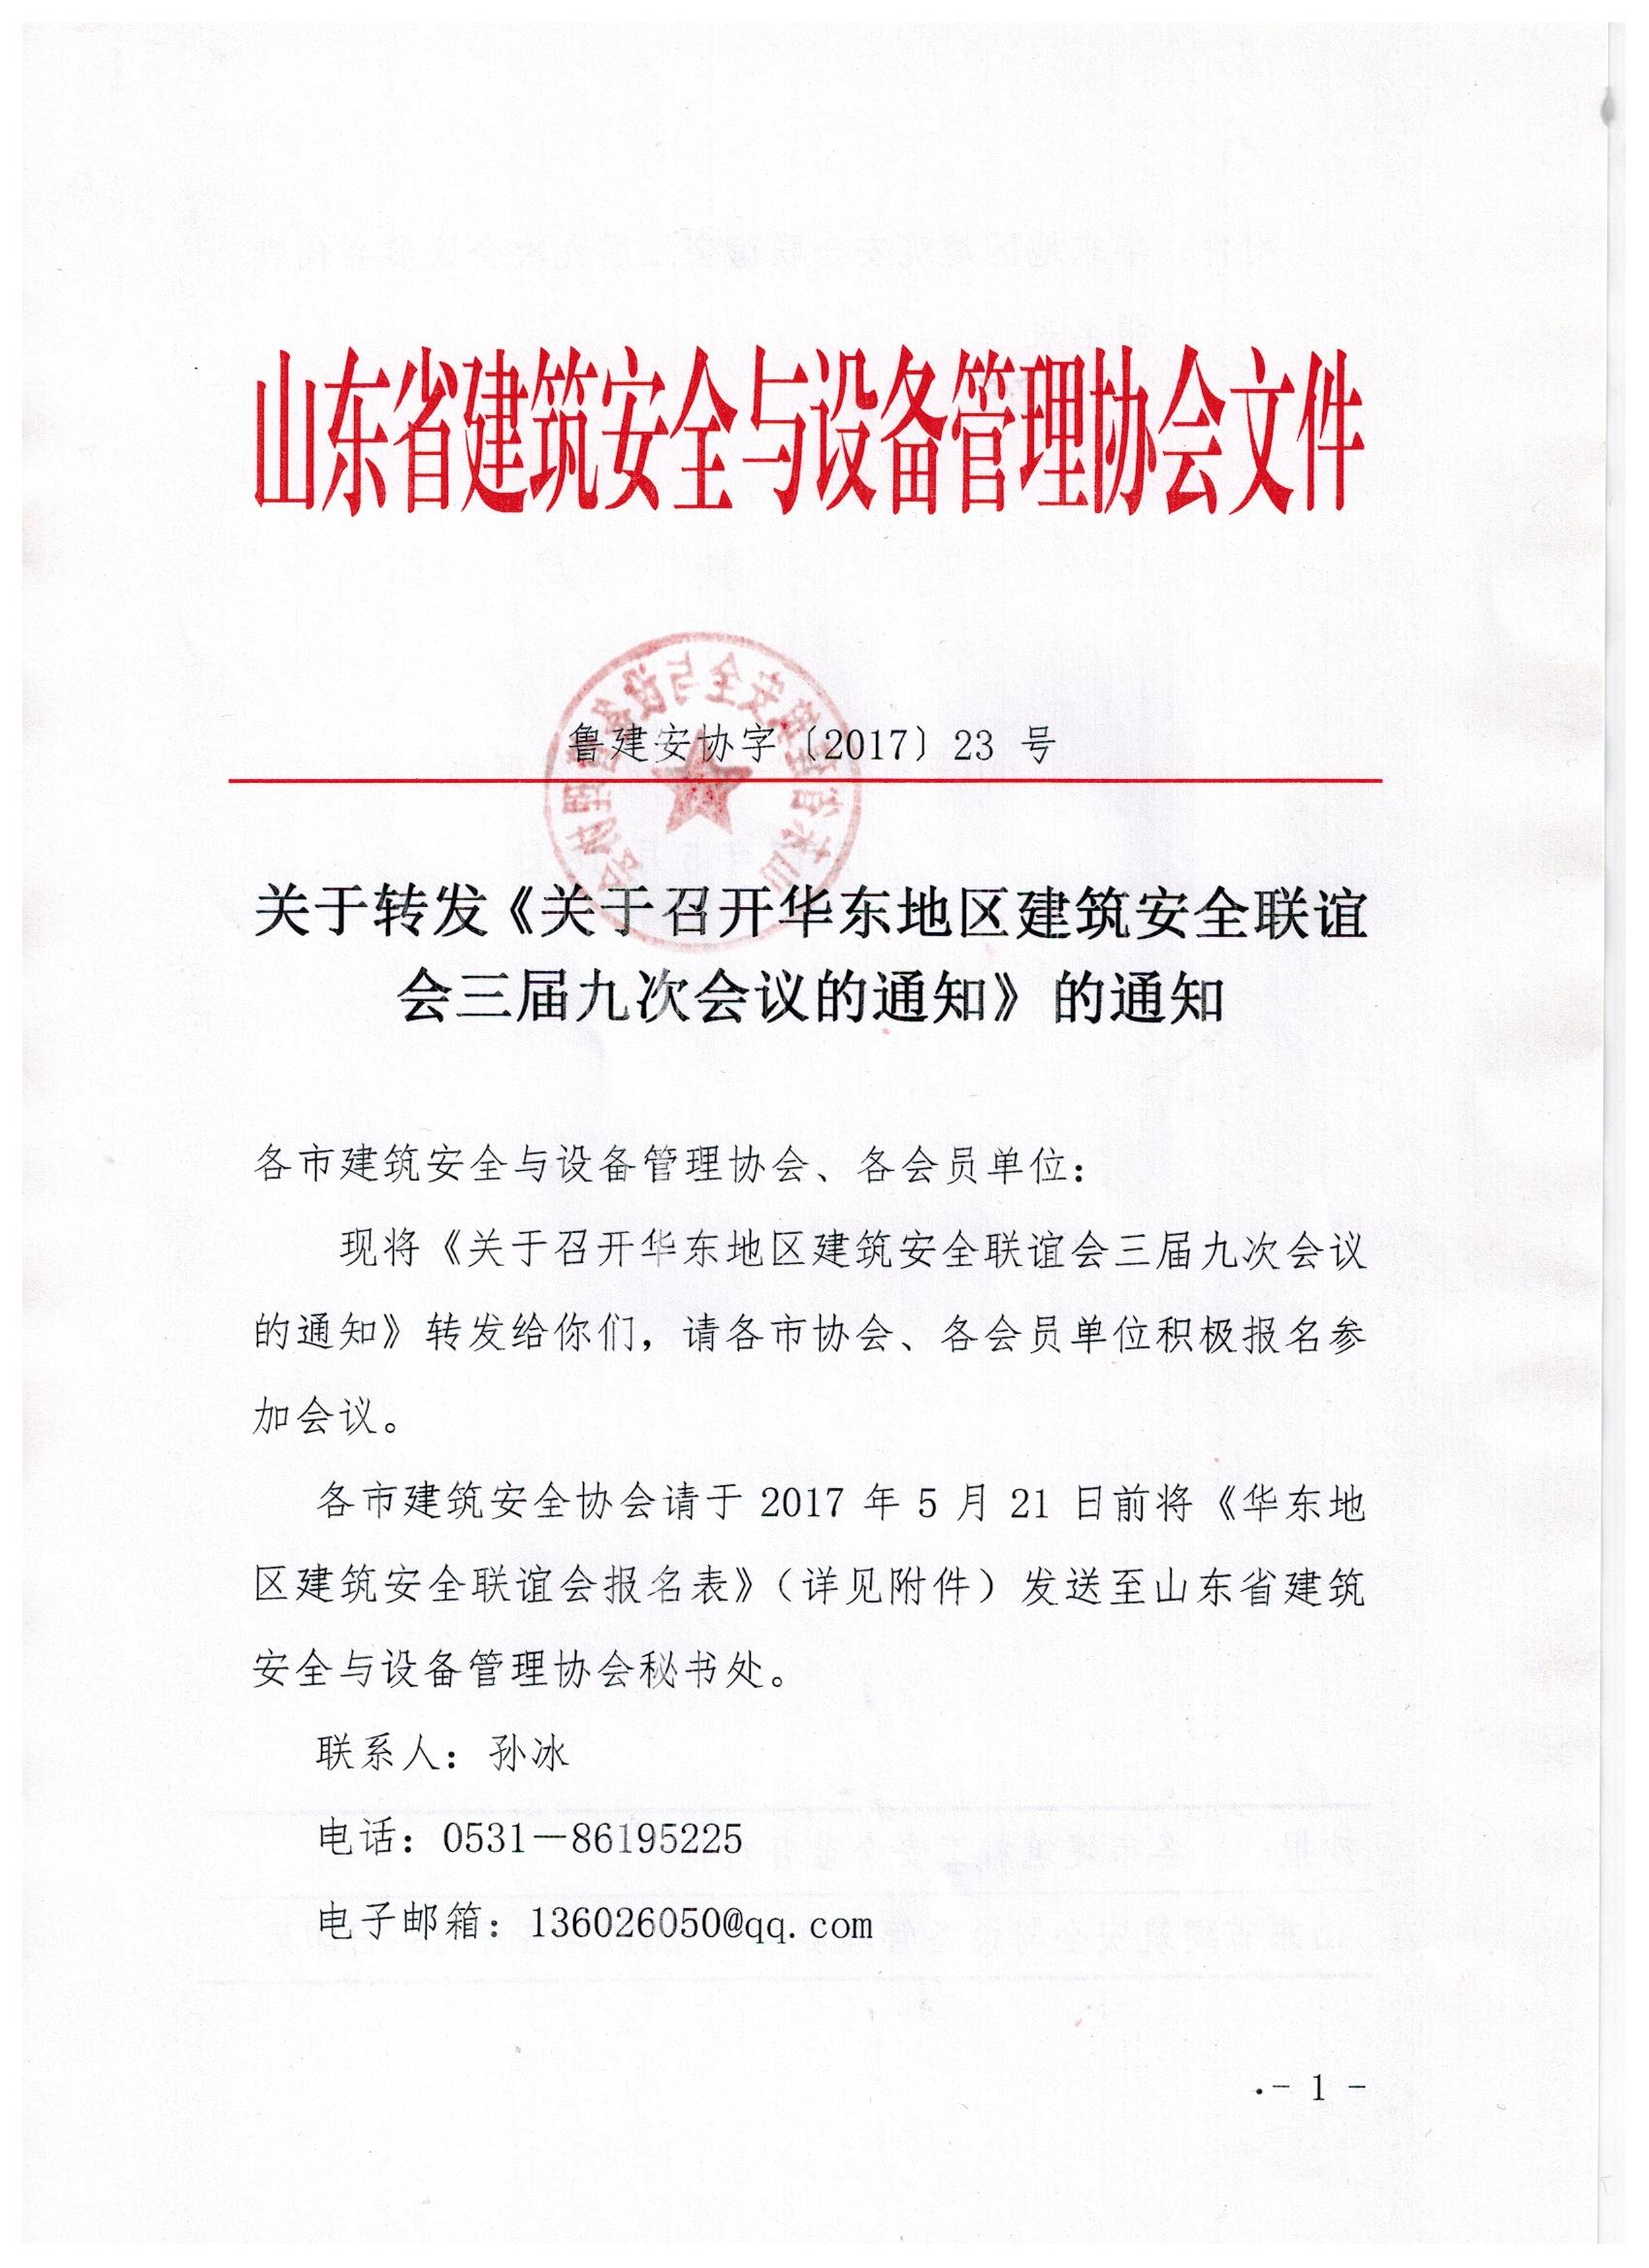 山东省建筑安全与设备管理协会文件
鲁建安协字〔2017〕23 号
关于转发《关于召开华东地区建筑安全联谊
会三届九次会议的通知》的通知
各市建筑安全与设备管理协会、各会员单位：
现将《关于召开华东地区建筑安全联谊会三届九次会议
的通知》转发给你们，请各市协会、各会员单位积极报名参
加会议。
各市建筑安全协会请于 2017 年 5 月 21 日前将《华东地
区建筑安全联谊会报名表》（详见附件）发送至山东省建筑
安全与设备管理协会秘书处。
联系人：孙冰
电话：0531—86195225
电子邮箱：136026050@qq.com
- 1 -